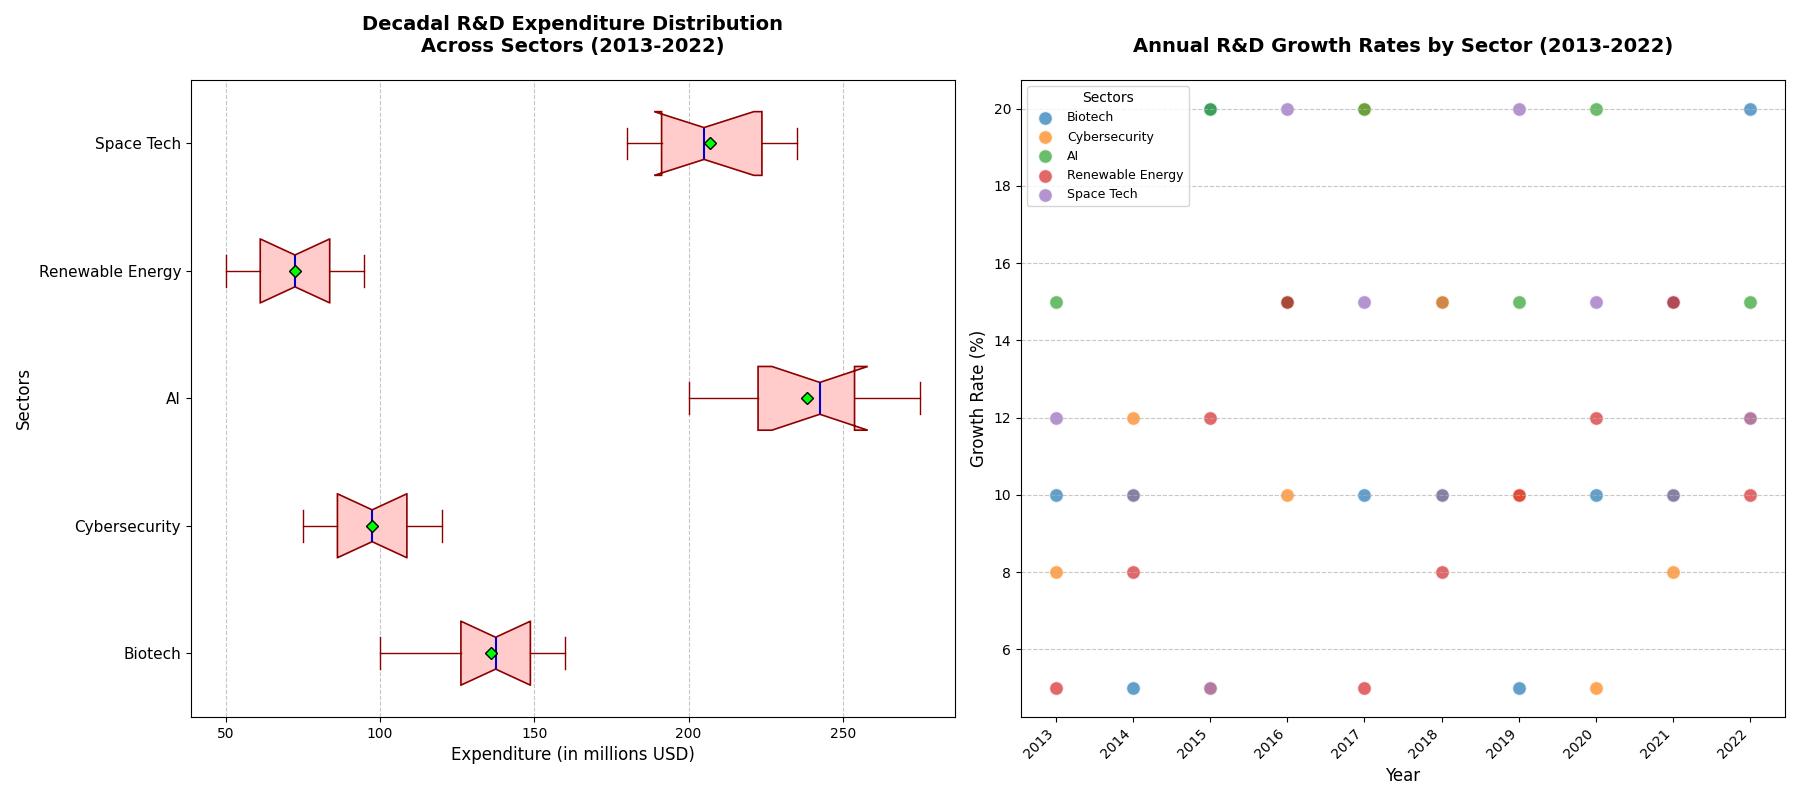 Decadal R&D Expenditure Distribution
Across Sectors (2013-2022)
Sectors
Space Tech
Renewable Energy
AI
Cybersecurity
Biotech
50
100
150
200
250
Expenditure (in millions USD)
Annual R&D Growth Rates by Sector (2013-2022)
Sectors
Biotech
Cybersecurity
AI
Renewable Energy
Space Tech
Growth Rate (%)
20
18
16
14
12
10
8
6
2013
2014
2015
2016
2017
2018
2019
2020
2021
2022
Year